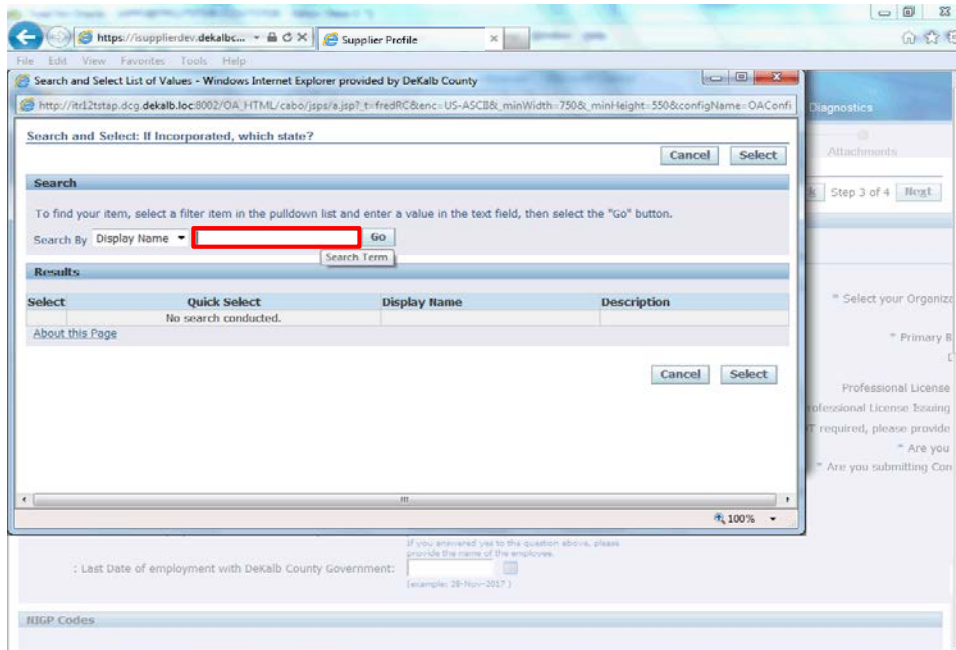 https://isupplierdev.dekalbc...
Supplier Profile
File Edit View Favorites Tools Help
Search and Select List of Values - Windows Internet Explorer provided by DeKalb County
http://itr12tstap.dcg.dekalb.loc:8002/OA_HTML/cabo/jsps/a.jsp?_t=fredRC&enc=US-ASCII&_minWidth=750&_minHeight=550&configName=OAConfi
Diagnostics
Search and Select: If Incorporated, which state?
Attachments
Cancel Select
Search
Step 3 of 4 Next
To find your item, select a filter item in the pulldown list and enter a value in the text field, then select the "Go" button.
Search By Display Name Go
Search Term
Results
Select Quick Select Display Name Description
No search conducted.
About this Page
* Select your Organiza
* Primary B
Cancel Select
Professional License
rofessional License Issuing
T required, please provide
* Are you
* Are you submitting Con
100%
If you answered yes to the question above, please
provide the name of the employee.
: Last Date of employment with DeKalb County Government:
(example: 28-Nov-2017 )
NIGP Codes